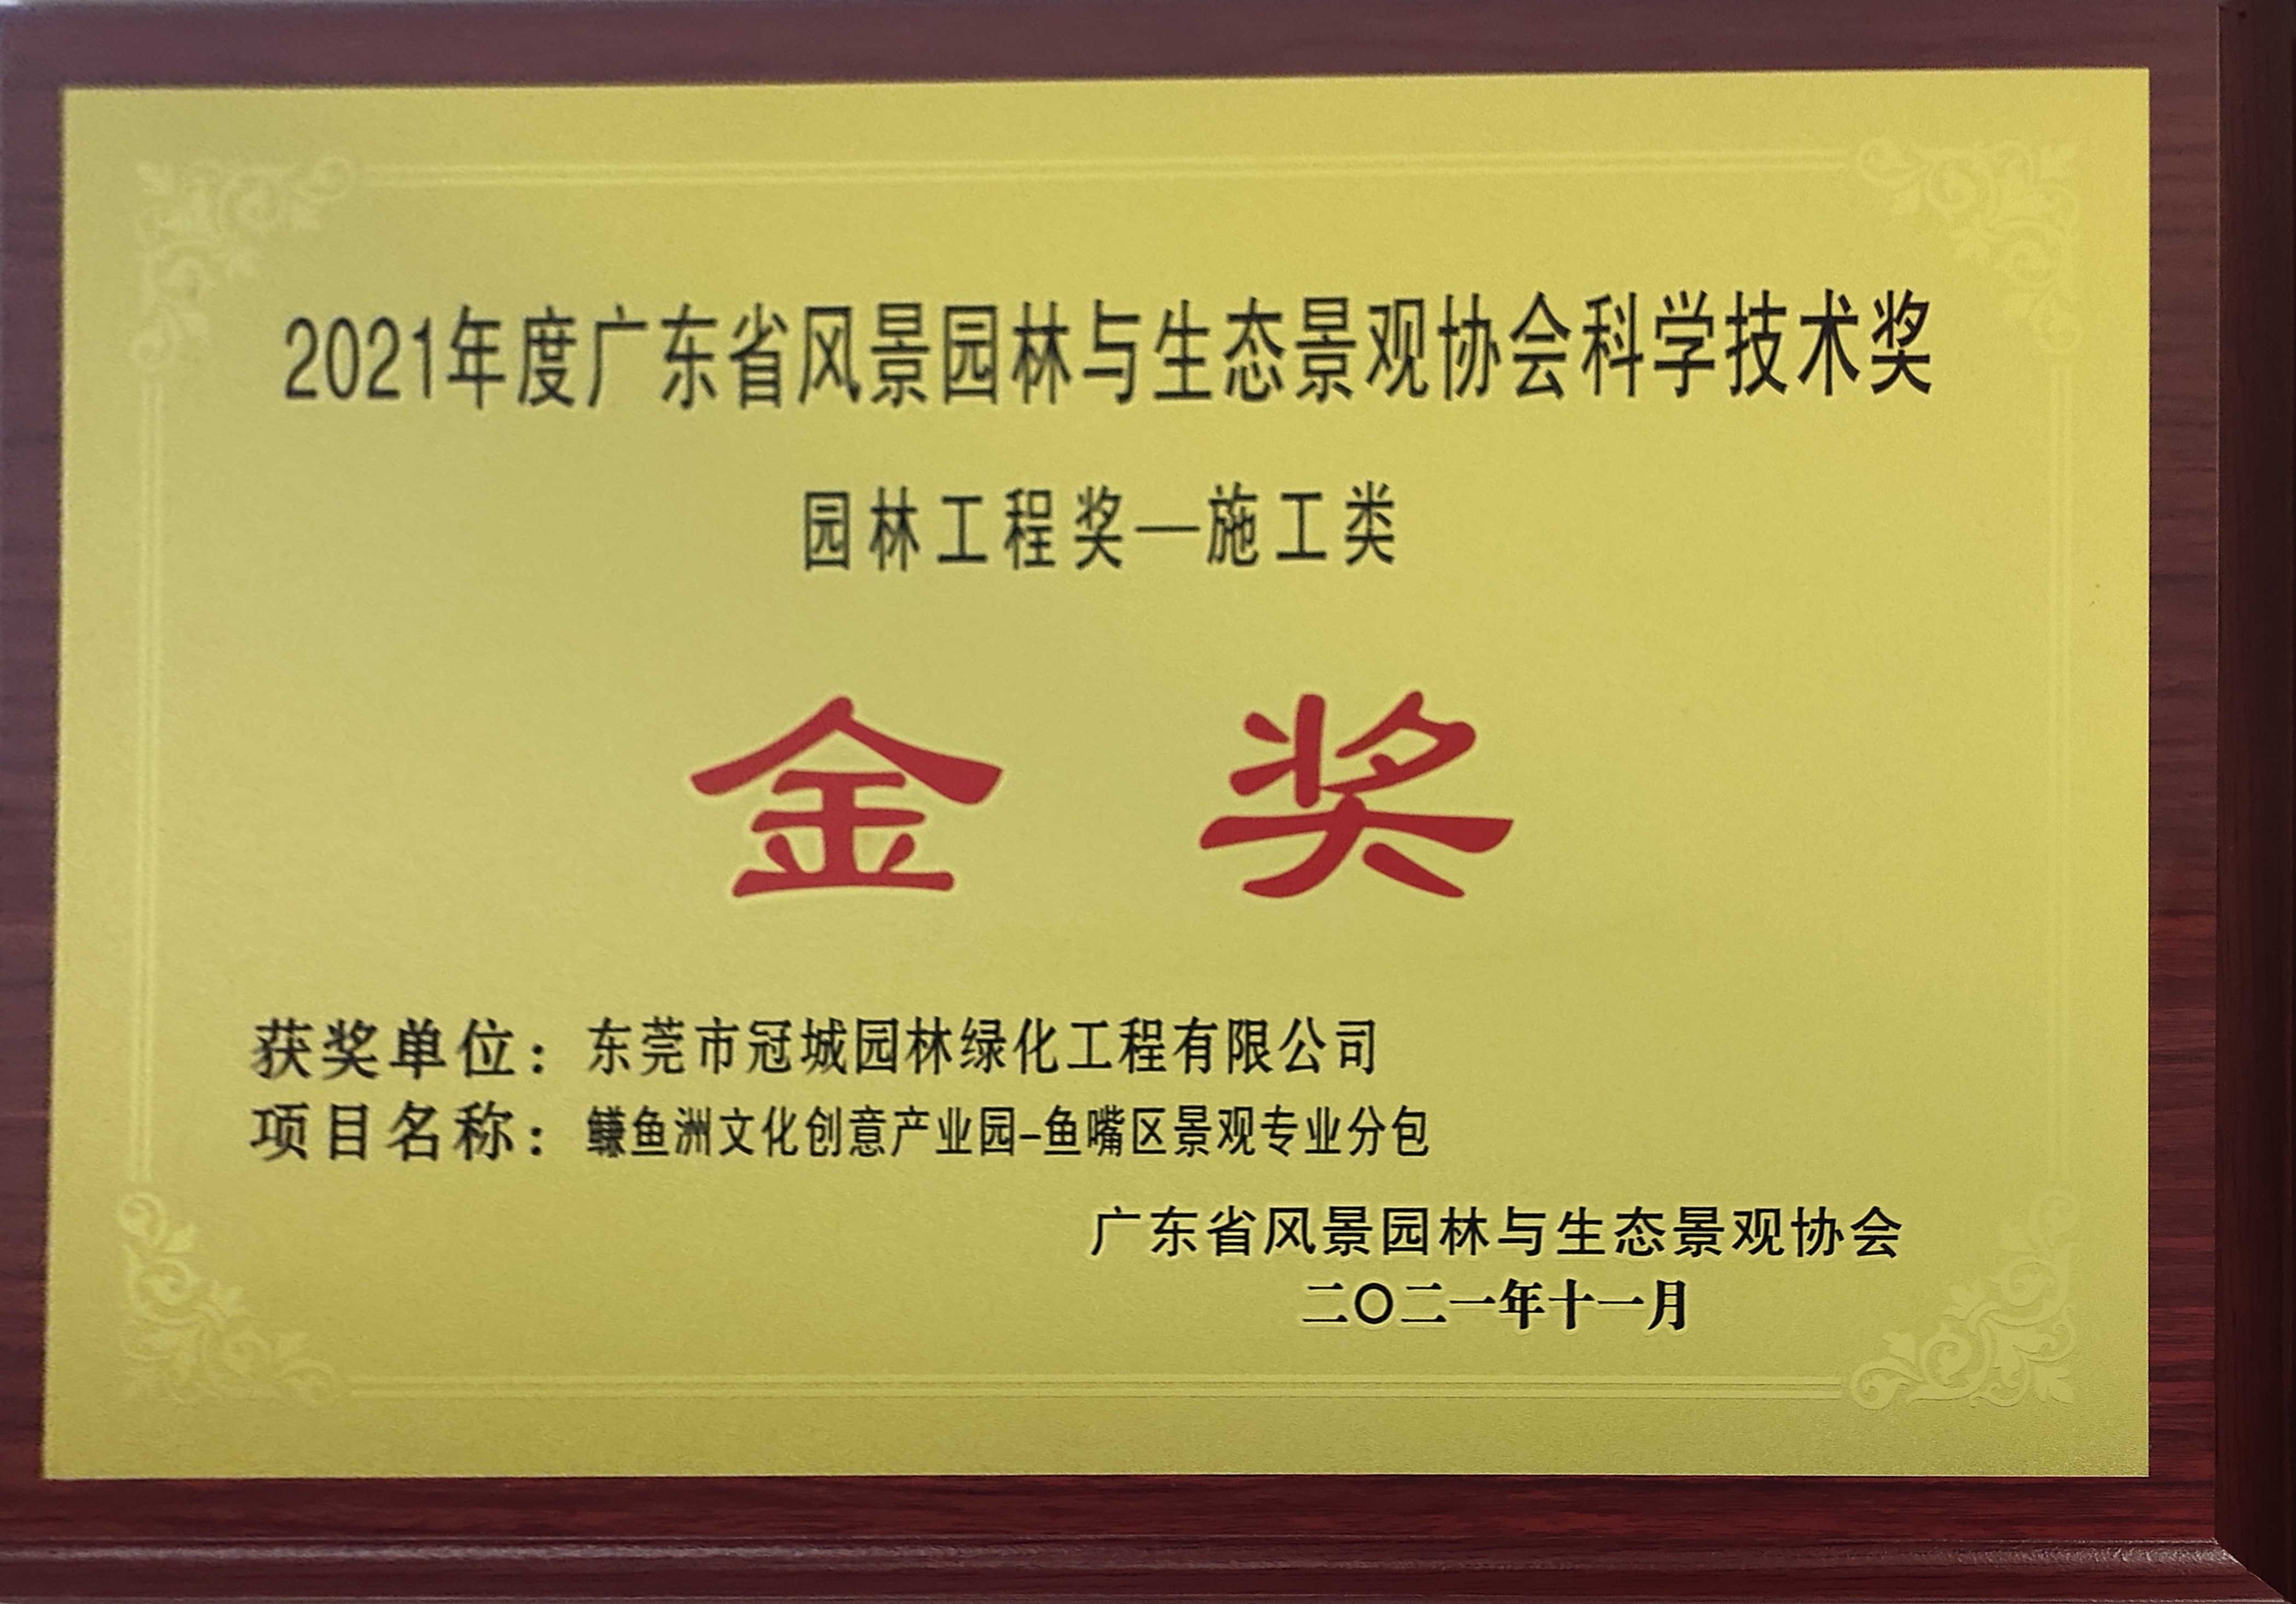 2021年度广东省风景园林与生态景观协会科学技术奖
园林工程奖—施工类
金 奖
获奖单位：东莞市冠城园林绿化工程有限公司
项目名称：鳒鱼洲文化创意产业园-鱼嘴区景观专业分包
广东省风景园林与生态景观协会
二〇二一年十一月